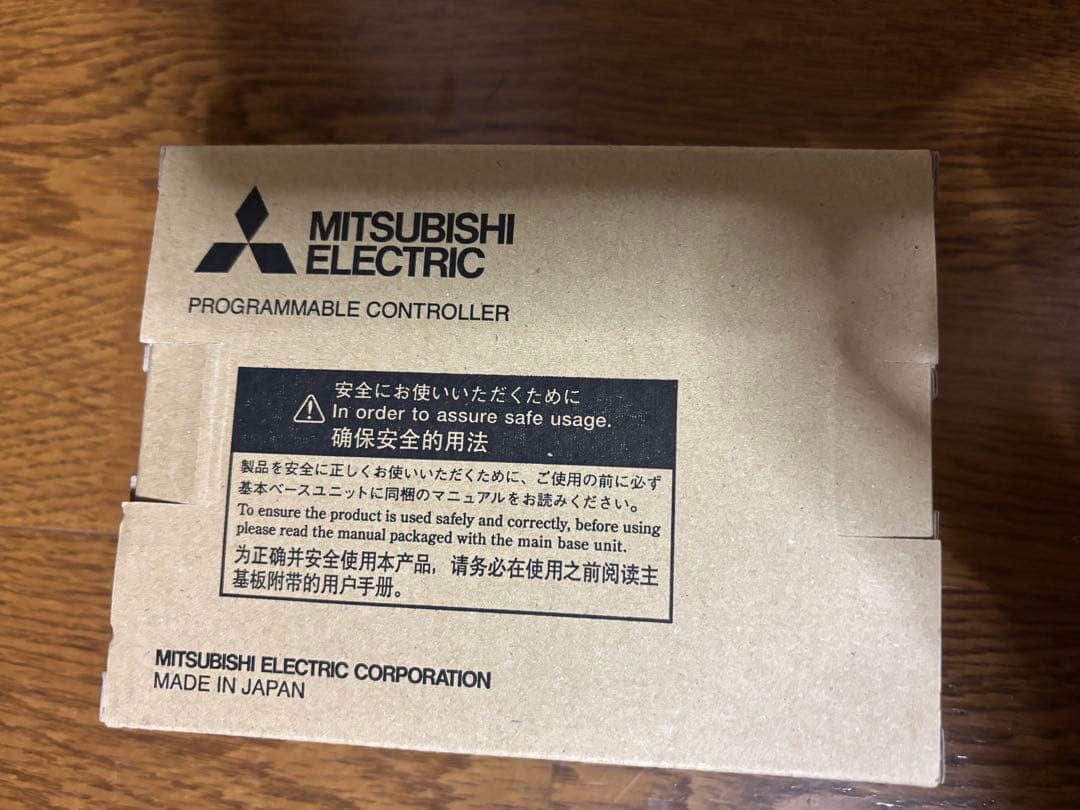 MITSUBISHI
ELECTRIC
PROGRAMMABLE CONTROLLER
安全にお使いいただくために
In order to assure safe usage.
确保安全的用法
製品を安全に正しくお使いいただくために、ご使用の前に必ず
基本ベースユニットに同梱のマニュアルをお読みください。
To ensure the product is used safely and correctly, before using
please read the manual packaged with the main base unit.
为正确并安全使用本产品，请务必在使用之前阅读主
基板附带的用户手册。
MITSUBISHI ELECTRIC CORPORATION
MADE IN JAPAN